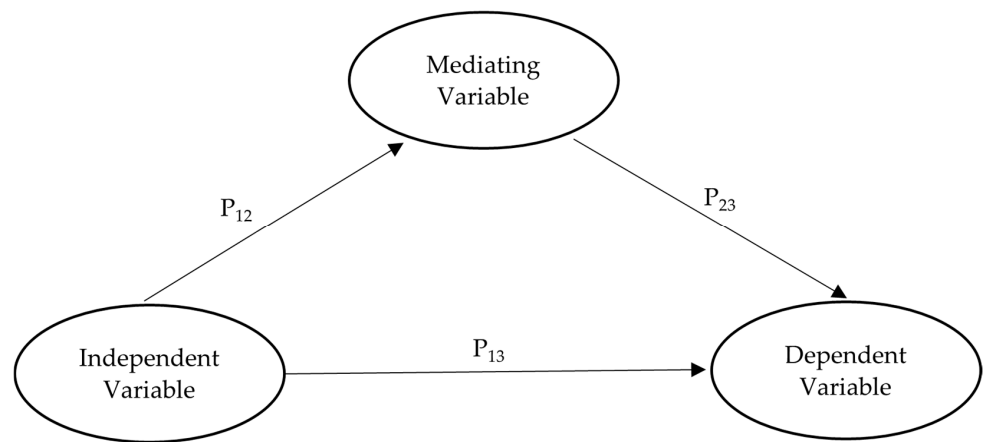 Mediating
Variable
P₁₂
P₂₃
P₁₃
Independent
Variable
Dependent
Variable